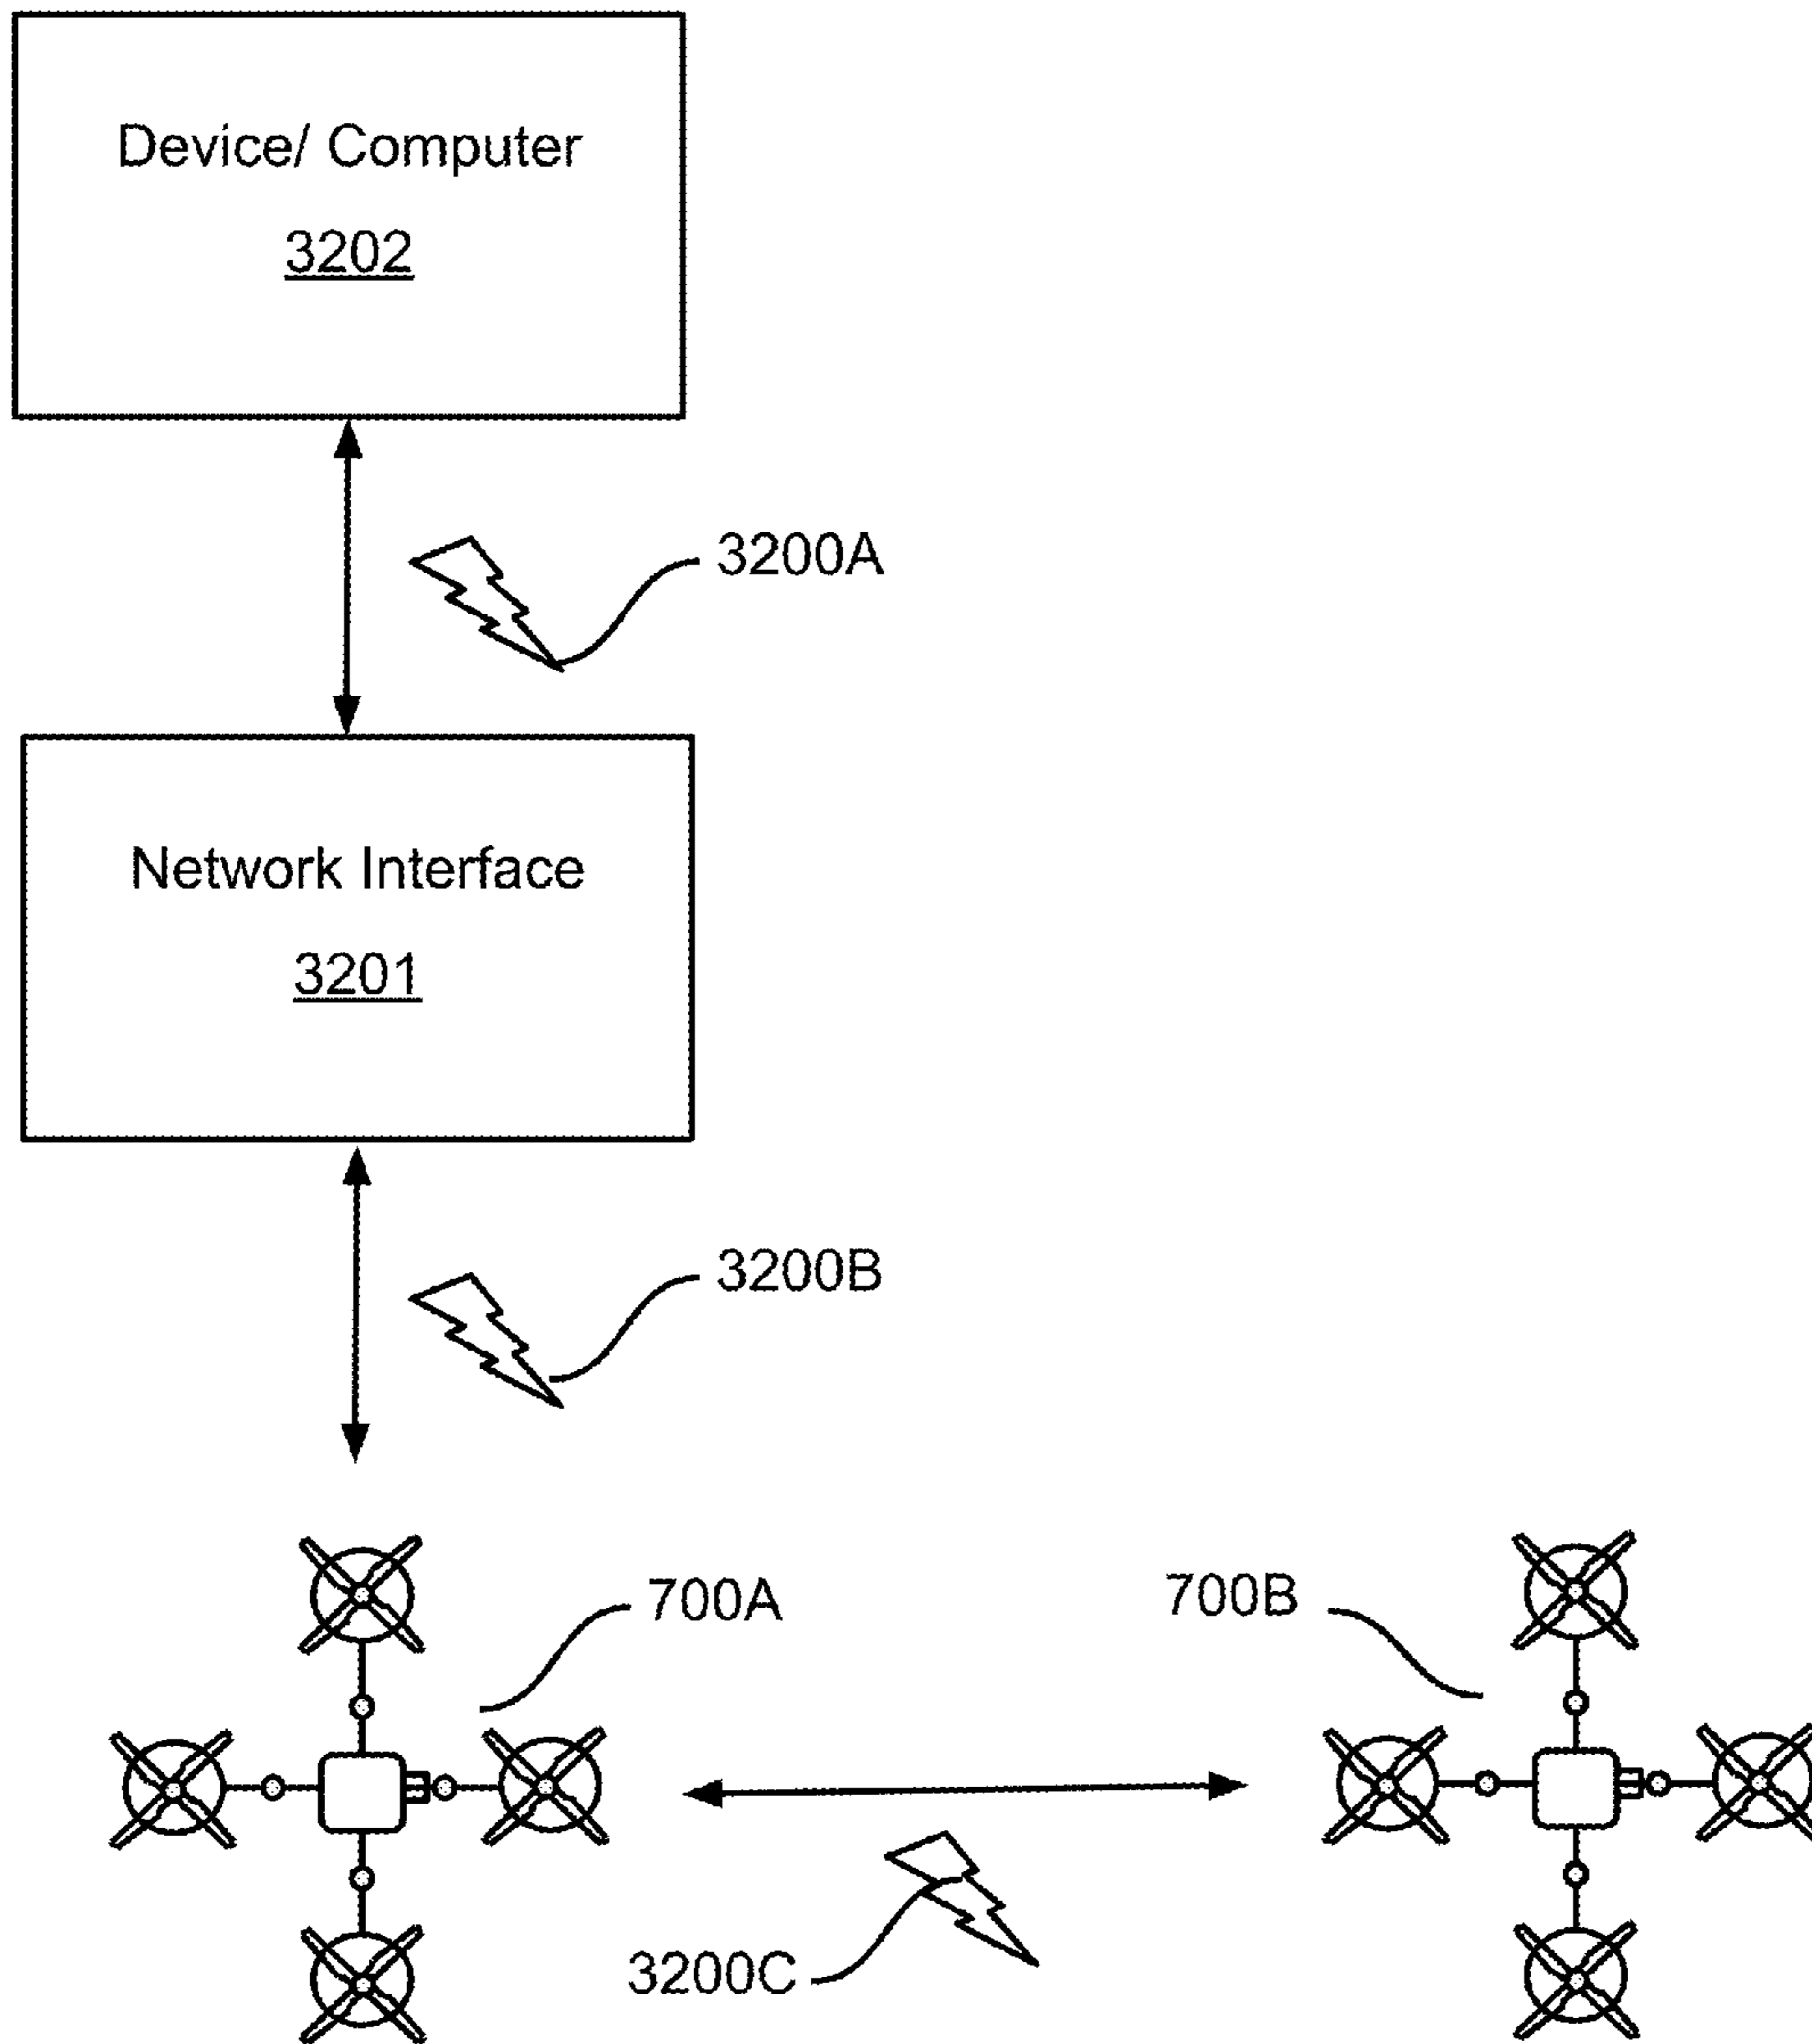 Device/ Computer
3202
3200A
Network Interface
3201
3200B
700A
700B
3200C